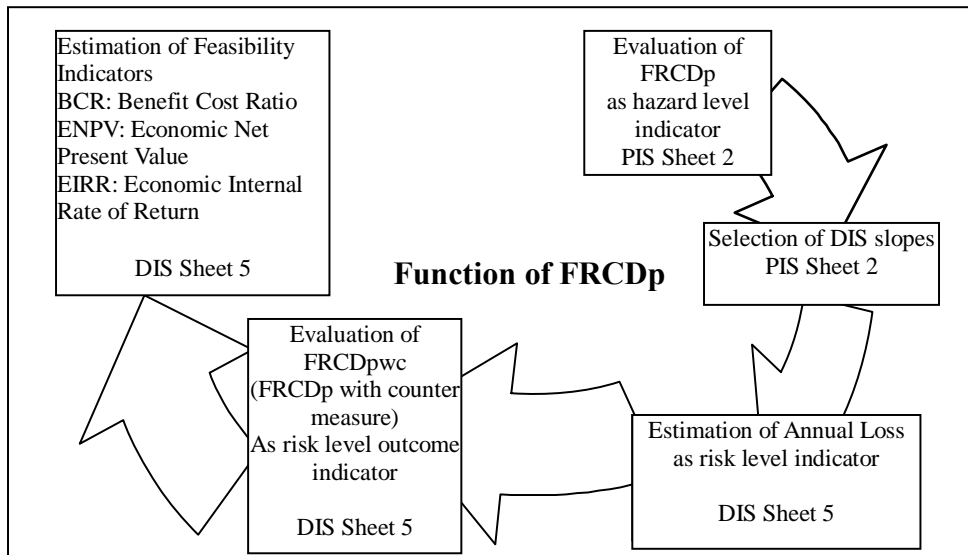 Estimation of Feasibility
Indicators
BCR: Benefit Cost Ratio
ENPV: Economic Net
Present Value
EIRR: Economic Internal
Rate of Return
DIS Sheet 5
Evaluation of
FRCDp
as hazard level
indicator
PIS Sheet 2
Selection of DIS slopes
PIS Sheet 2
Function of FRCDp
Evaluation of
FRCDpwc
(FRCDp with counter
measure)
As risk level outcome
indicator
DIS Sheet 5
Estimation of Annual Loss
as risk level indicator
DIS Sheet 5